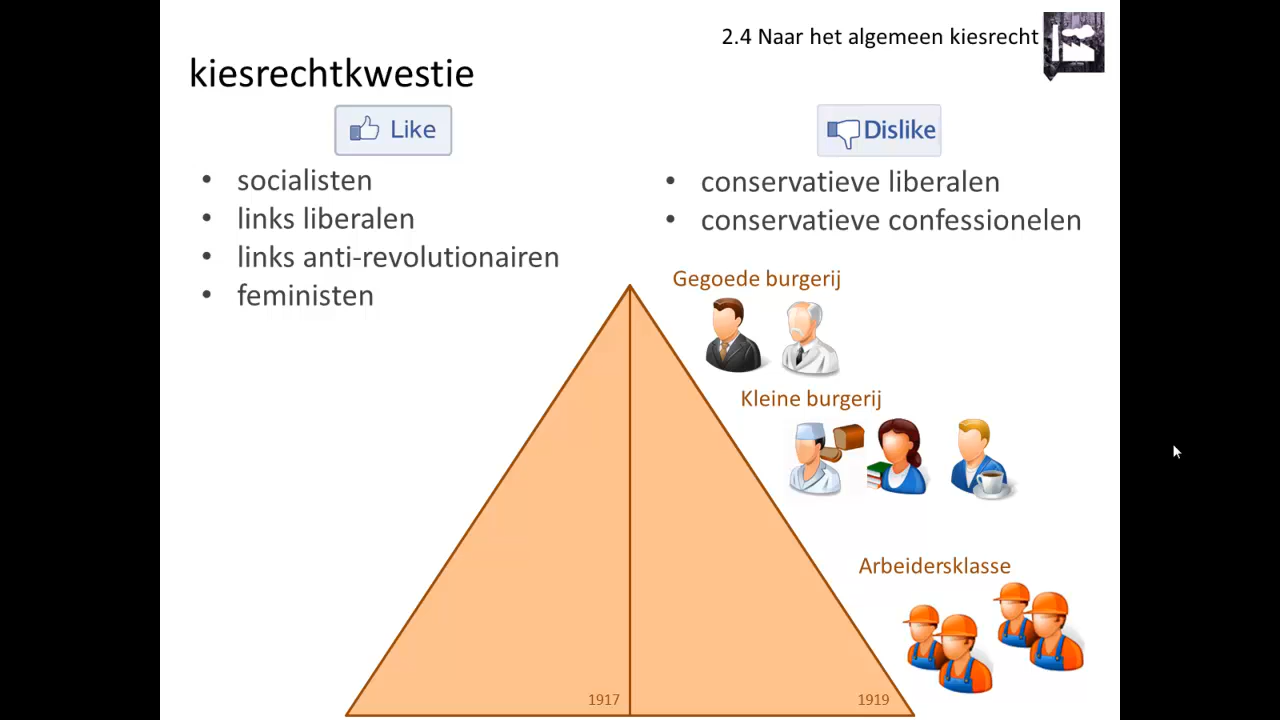 2.4 Naar het algemeen kiesrecht
kiesrechtkwestie
Like
• socialisten
• links liberalen
• links anti-revolutionairen
• feministen
Dislike
• conservatieve liberalen
• conservatieve confessionelen
Gegoede burgerij
Kleine burgerij
Arbeidersklasse
1917
1919